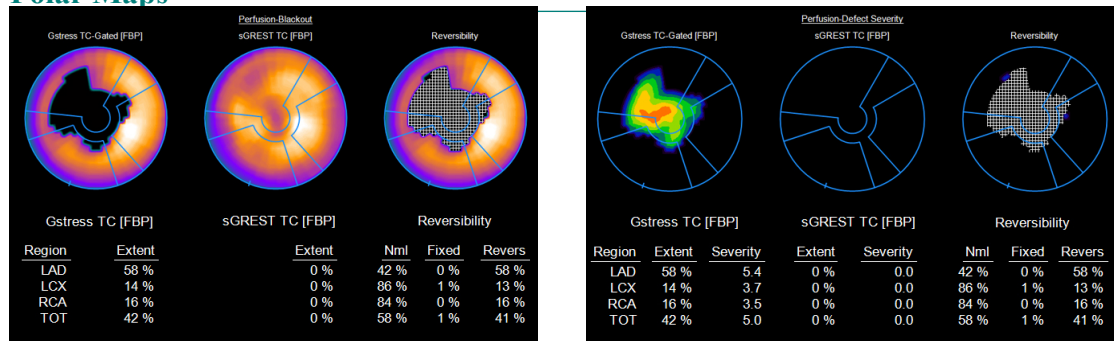 Polar Maps
Perfusion-Blackout
Gstress TC-Gated [FBP] sGREST TC [FBP] Reversibility
Gstress TC [FBP] sGREST TC [FBP] Reversibility
Region Extent Extent Nml Fixed Revers
LAD 58 % 0 % 42 % 0 % 58 %
LCX 14 % 0 % 86 % 1 % 13 %
RCA 16 % 0 % 84 % 0 % 16 %
TOT 42 % 0 % 58 % 1 % 41 %
Perfusion-Defect Severity
Gstress TC-Gated [FBP] sGREST TC [FBP] Reversibility
Gstress TC [FBP] sGREST TC [FBP] Reversibility
Region Extent Severity Extent Severity Nml Fixed Revers
LAD 58 % 5.4 0 % 0.0 42 % 0 % 58 %
LCX 14 % 3.7 0 % 0.0 86 % 1 % 13 %
RCA 16 % 3.5 0 % 0.0 84 % 0 % 16 %
TOT 42 % 5.0 0 % 0.0 58 % 1 % 41 %